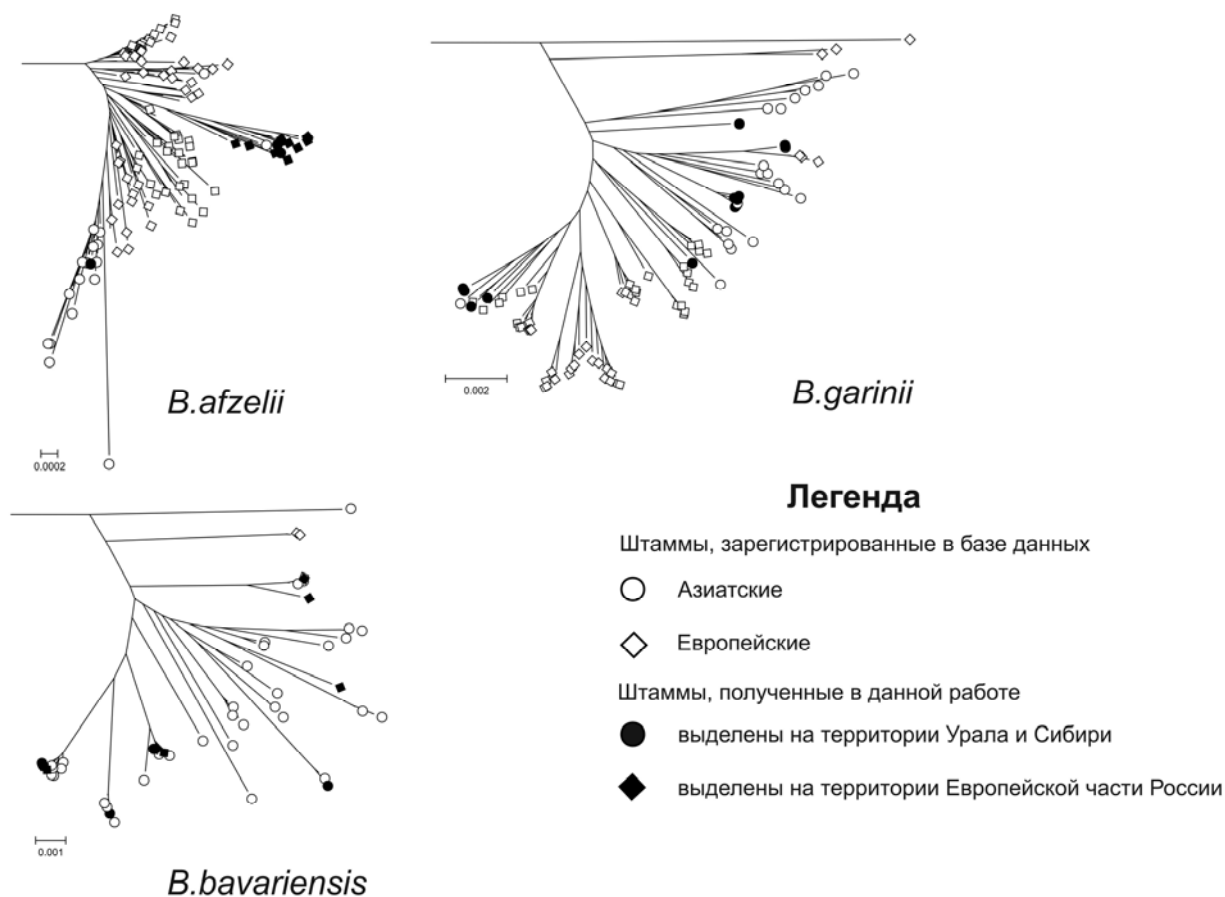 B.afzelii
0.0002
B.garinii
0.002
B.bavariensis
0.001
Легенда
Штаммы, зарегистрированные в базе данных
Азиатские
Европейские
Штаммы, полученные в данной работе
выделены на территории Урала и Сибири
выделены на территории Европейской части России